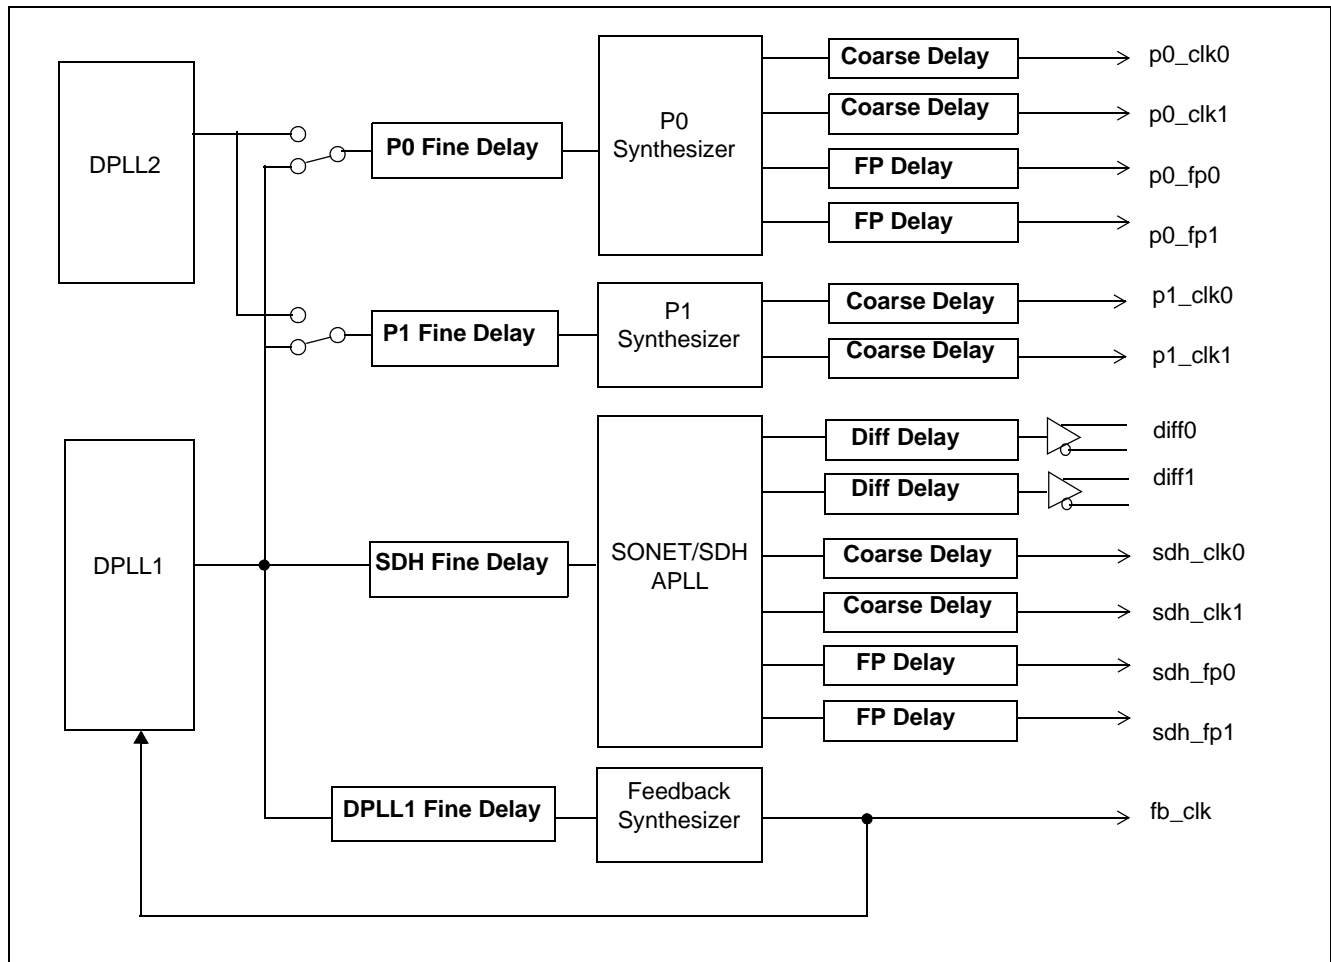 DPLL2
P0 Fine Delay
P0
Synthesizer
Coarse Delay
p0_clk0
Coarse Delay
p0_clk1
FP Delay
p0_fp0
FP Delay
p0_fp1
P1 Fine Delay
P1
Synthesizer
Coarse Delay
p1_clk0
Coarse Delay
p1_clk1
DPLL1
SDH Fine Delay
SONET/SDH
APLL
Diff Delay
diff0
Diff Delay
diff1
Coarse Delay
sdh_clk0
Coarse Delay
sdh_clk1
FP Delay
sdh_fp0
FP Delay
sdh_fp1
DPLL1 Fine Delay
Feedback
Synthesizer
fb_clk